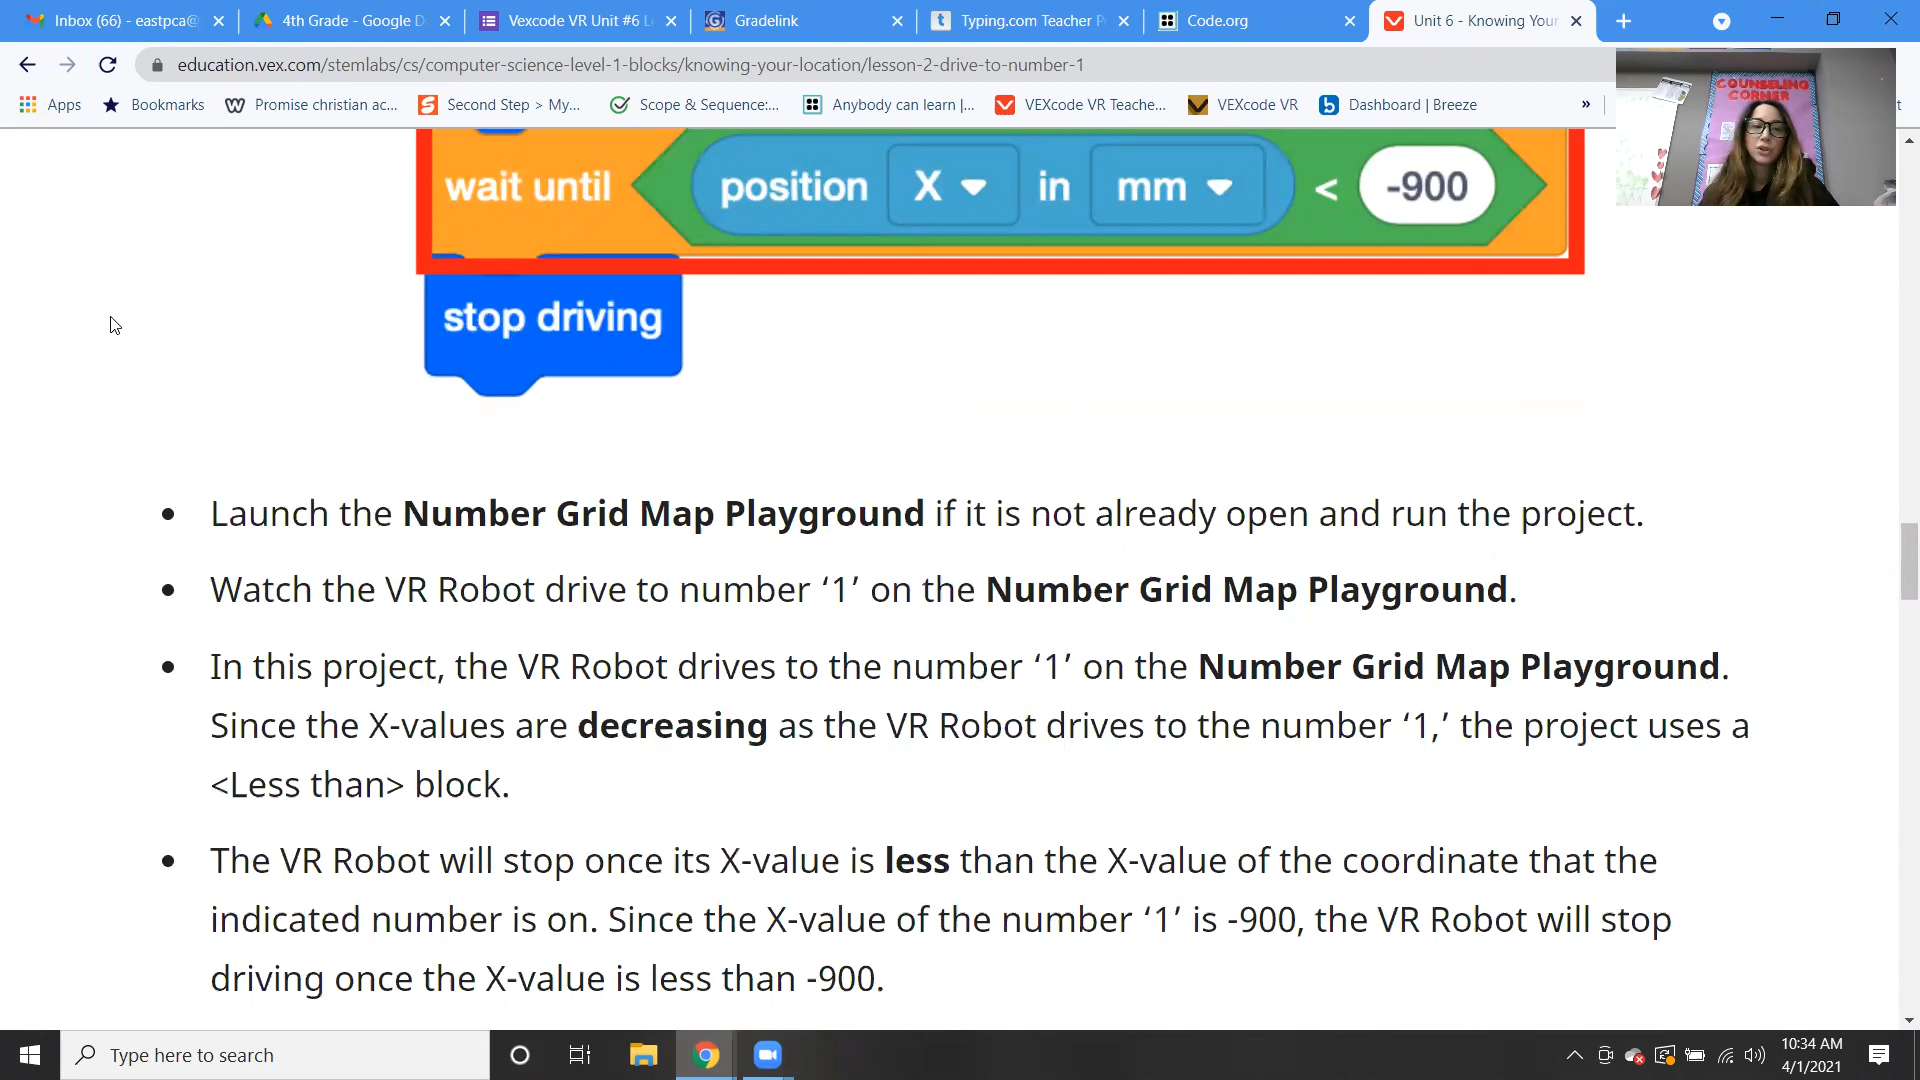 Inbox (66) - eastpca@
4th Grade - Google D
Vexcode VR Unit #6 L
Gradelink
Typing.com Teacher P
Code.org
Unit 6 - Knowing Your
education.vex.com/stemlabs/cs/computer-science-level-1-blocks/knowing-your-location/lesson-2-drive-to-number-1
Apps
Bookmarks
Promise christian ac...
Second Step > My...
Scope & Sequence:...
Anybody can learn |...
VEXcode VR Teache...
VEXcode VR
Dashboard | Breeze
»
COUNSELING
CORNER
wait until position X in mm < -900
stop driving
• Launch the Number Grid Map Playground if it is not already open and run the project.
• Watch the VR Robot drive to number ‘1’ on the Number Grid Map Playground.
• In this project, the VR Robot drives to the number ‘1’ on the Number Grid Map Playground.
Since the X-values are decreasing as the VR Robot drives to the number ‘1,’ the project uses a
<Less than> block.
• The VR Robot will stop once its X-value is less than the X-value of the coordinate that the
indicated number is on. Since the X-value of the number ‘1’ is -900, the VR Robot will stop
driving once the X-value is less than -900.
Type here to search
10:34 AM
4/1/2021